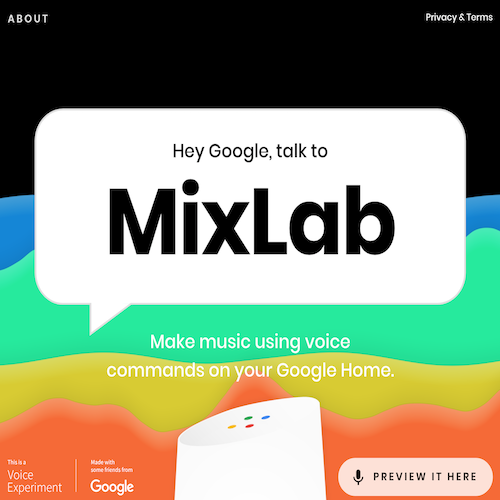 ABOUT
Privacy & Terms
Hey Google, talk to
MixLab
Make music using voice
commands on your Google Home.
This is a
Voice
Experiment
Made with
some friends from
Google
PREVIEW IT HERE